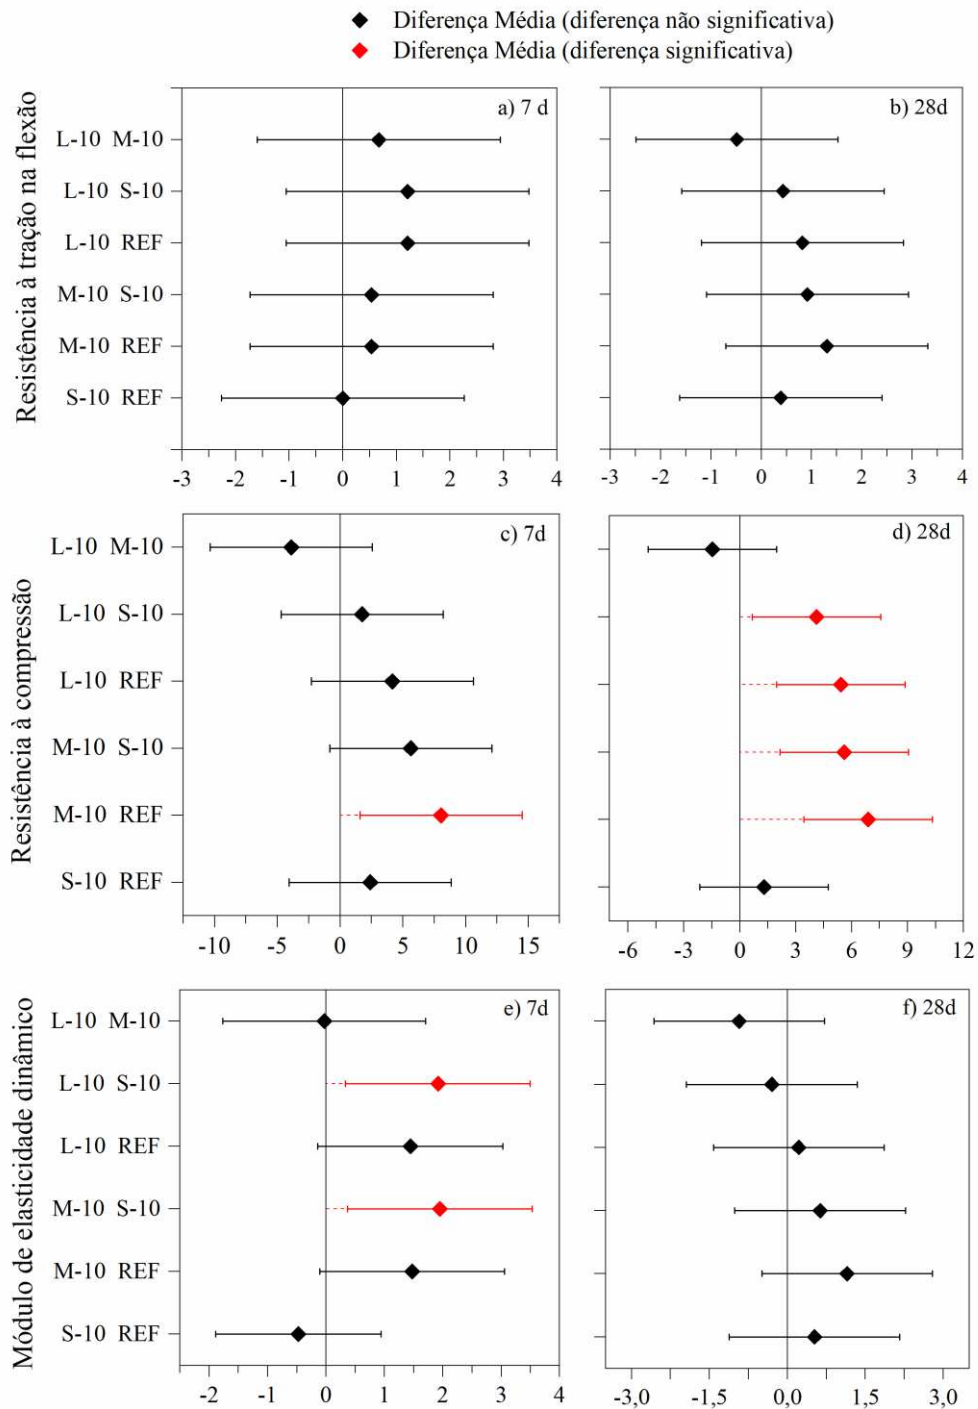 Diferença Média (diferença não significativa)
Diferença Média (diferença significativa)
Resistência à tração na flexão
a) 7 d
L-10 M-10
L-10 S-10
L-10 REF
M-10 S-10
M-10 REF
S-10 REF
-3 -2 -1 0 1 2 3 4
b) 28d
-3 -2 -1 0 1 2 3 4
Resistência à compressão
c) 7d
L-10 M-10
L-10 S-10
L-10 REF
M-10 S-10
M-10 REF
S-10 REF
-10 -5 0 5 10 15
d) 28d
-6 -3 0 3 6 9 12
Módulo de elasticidade dinâmico
e) 7d
L-10 M-10
L-10 S-10
L-10 REF
M-10 S-10
M-10 REF
S-10 REF
-2 -1 0 1 2 3 4
f) 28d
-3,0 -1,5 0,0 1,5 3,0